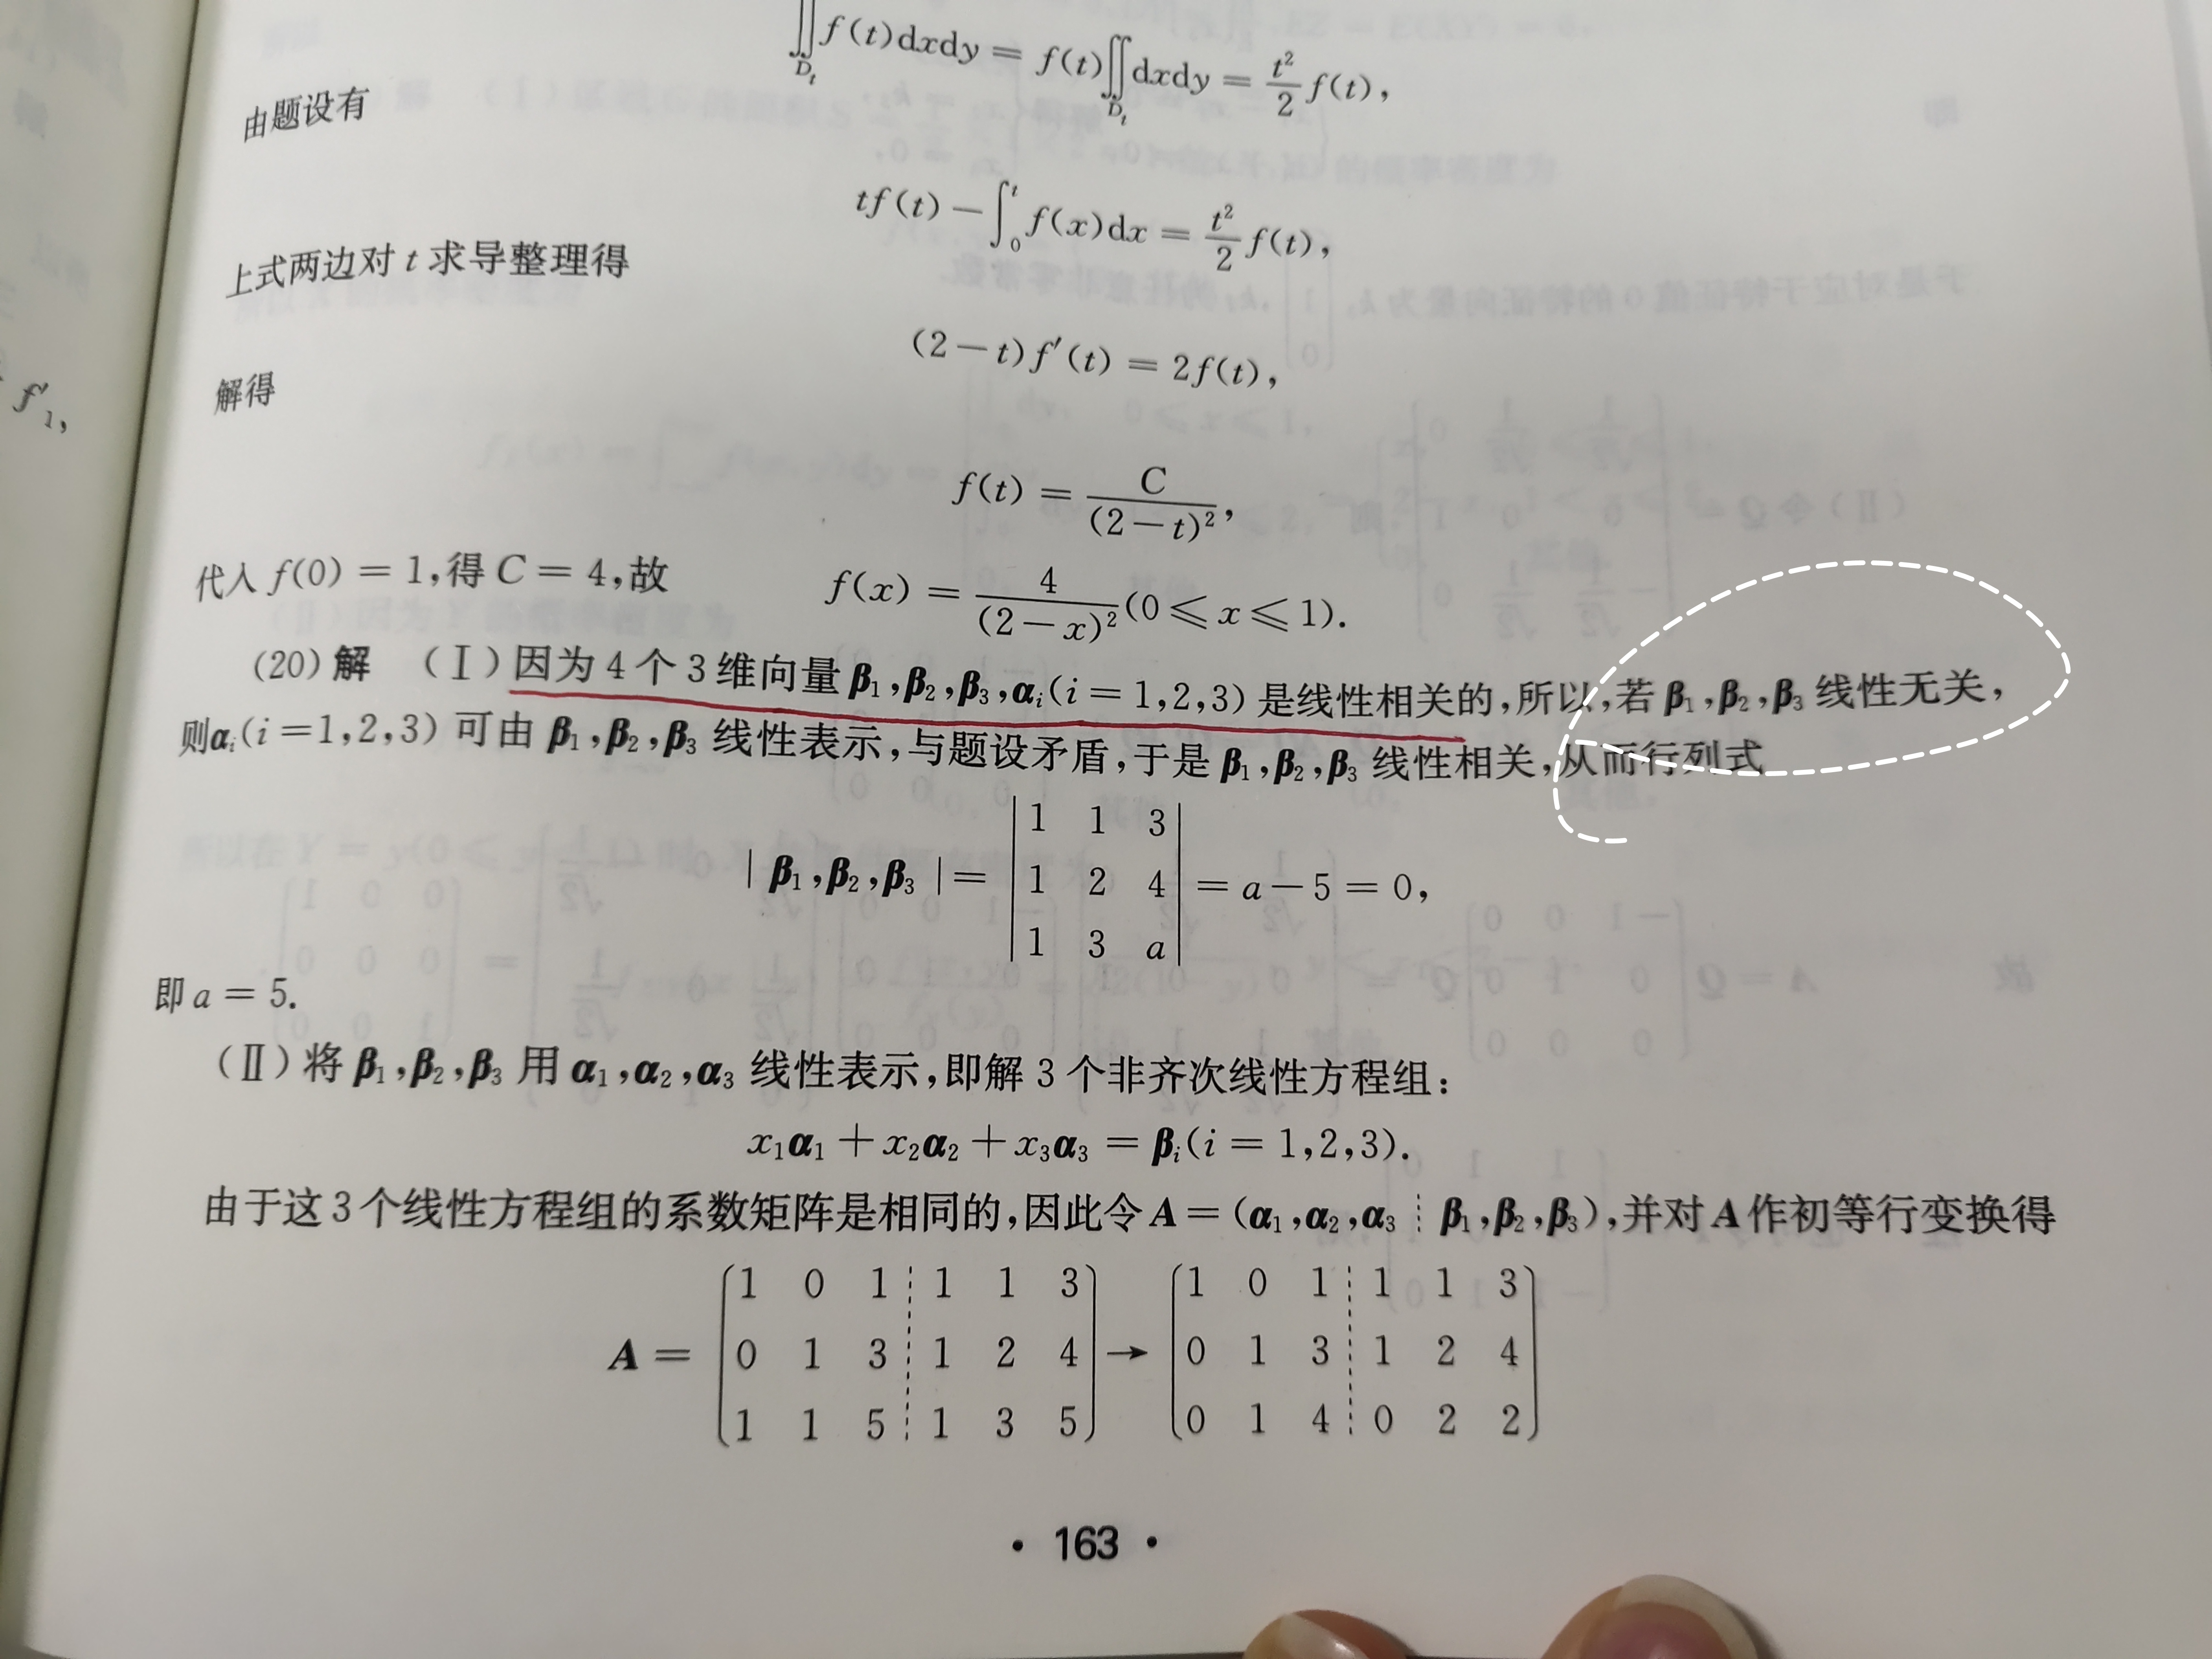 ∬_{D_t} f(t)dxdy = f(t)∬_{D_t} dxdy = t²/2 f(t),
由题设有
tf(t) − ∫₀ᵗ f(x)dx = t²/2 f(t),
上式两边对 t 求导整理得
(2−t)f′(t) = 2f(t),
解得
f′₁,
f(t) = C/(2−t)²,
代入 f(0) = 1,得 C = 4,故 f(x) = 4/(2−x)² (0⩽x⩽1).
(20)解 (Ⅰ)因为 4 个 3 维向量 β₁,β₂,β₃,αᵢ(i = 1,2,3) 是线性相关的,所以,若 β₁,β₂,β₃ 线性无关,
则αᵢ(i =1,2,3) 可由 β₁,β₂,β₃ 线性表示,与题设矛盾,于是 β₁,β₂,β₃ 线性相关,从而行列式
| β₁,β₂,β₃ |= | 1 1 3 |
| 1 2 4 | = a−5 = 0,
| 1 3 a |
即 a = 5.
(Ⅱ)将 β₁,β₂,β₃ 用 α₁,α₂,α₃ 线性表示,即解 3 个非齐次线性方程组:
x₁α₁ + x₂α₂ + x₃α₃ = βᵢ(i = 1,2,3).
由于这 3 个线性方程组的系数矩阵是相同的,因此令 A = (α₁,α₂,α₃ ⋮ β₁,β₂,β₃),并对 A 作初等行变换得
1 0 1 ⋮ 1 1 3 1 0 1 ⋮ 1 1 3
A = 0 1 3 ⋮ 1 2 4 → 0 1 3 ⋮ 1 2 4
1 1 5 ⋮ 1 3 5 0 1 4 ⋮ 0 2 2
· 163 ·